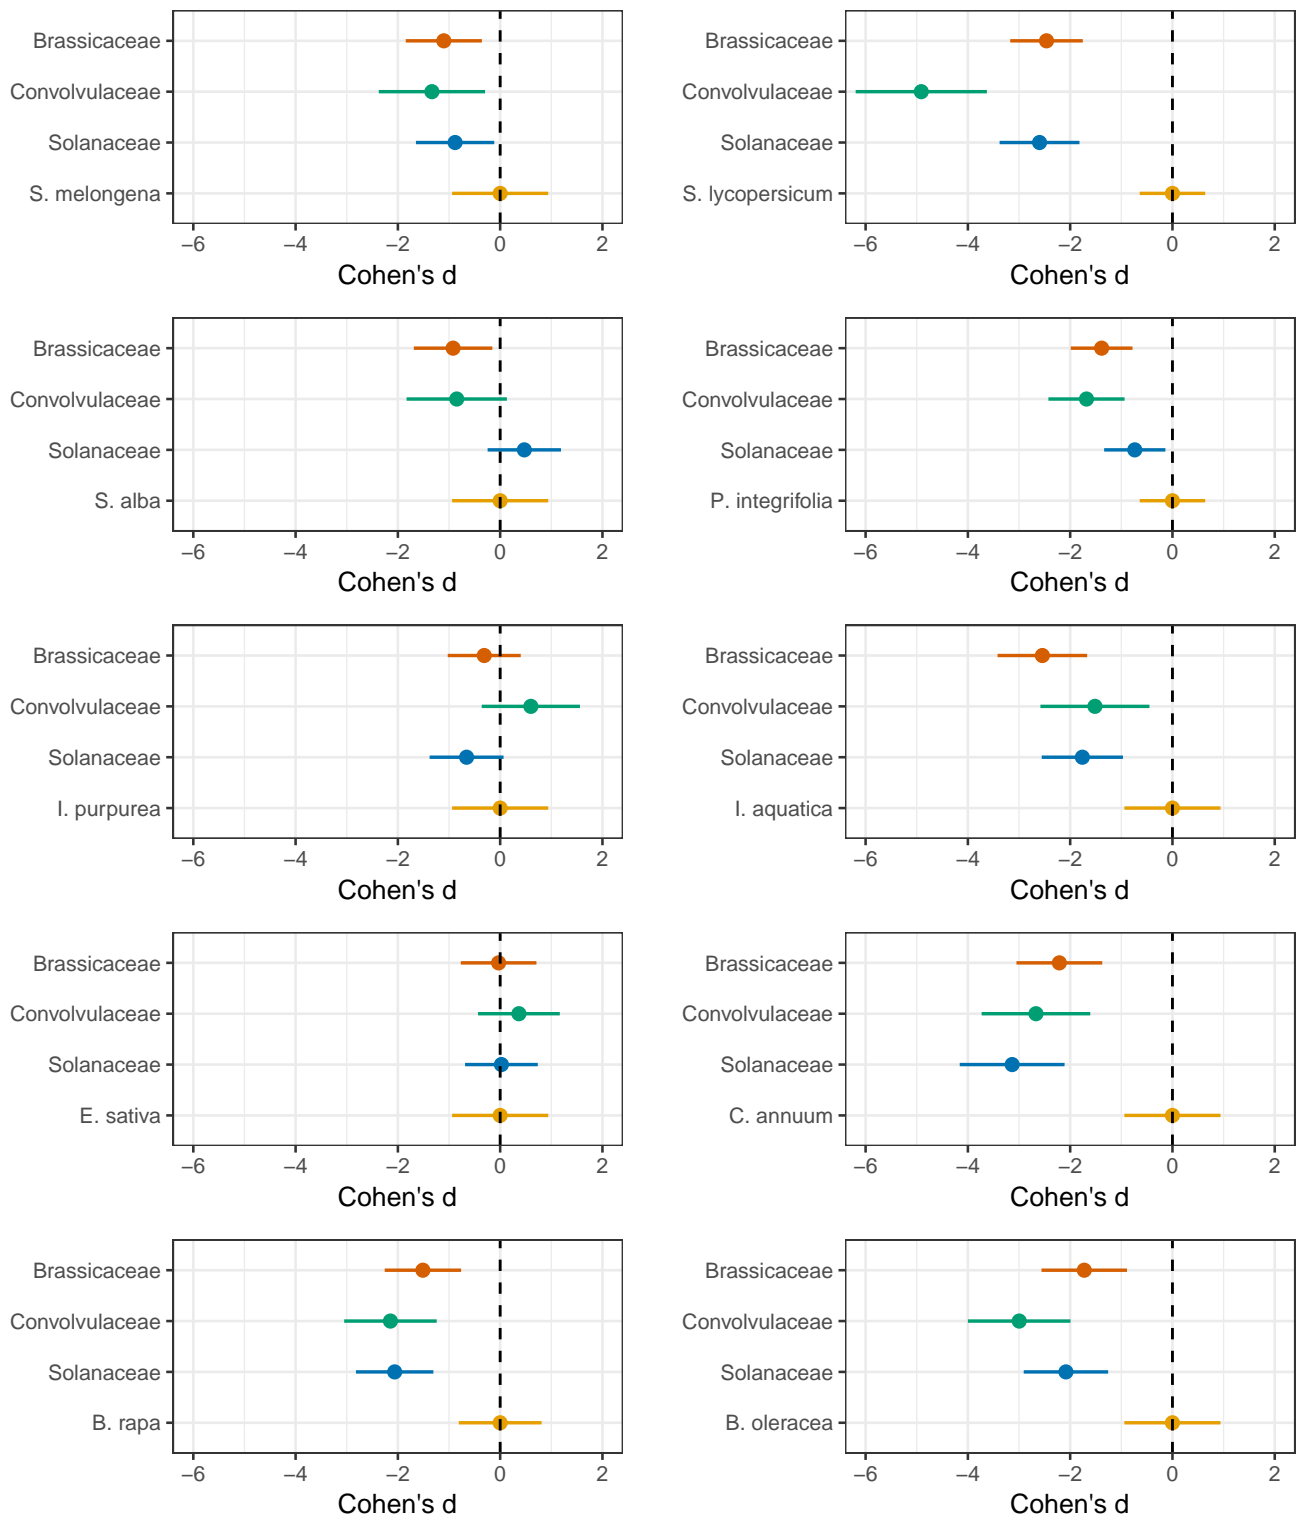 Brassicaceae
Convolvulaceae
Solanaceae
S. melongena
−6 −4 −2 0 2
Cohen's d
Brassicaceae
Convolvulaceae
Solanaceae
S. lycopersicum
−6 −4 −2 0 2
Cohen's d
Brassicaceae
Convolvulaceae
Solanaceae
S. alba
−6 −4 −2 0 2
Cohen's d
Brassicaceae
Convolvulaceae
Solanaceae
P. integrifolia
−6 −4 −2 0 2
Cohen's d
Brassicaceae
Convolvulaceae
Solanaceae
I. purpurea
−6 −4 −2 0 2
Cohen's d
Brassicaceae
Convolvulaceae
Solanaceae
I. aquatica
−6 −4 −2 0 2
Cohen's d
Brassicaceae
Convolvulaceae
Solanaceae
E. sativa
−6 −4 −2 0 2
Cohen's d
Brassicaceae
Convolvulaceae
Solanaceae
C. annuum
−6 −4 −2 0 2
Cohen's d
Brassicaceae
Convolvulaceae
Solanaceae
B. rapa
−6 −4 −2 0 2
Cohen's d
Brassicaceae
Convolvulaceae
Solanaceae
B. oleracea
−6 −4 −2 0 2
Cohen's d